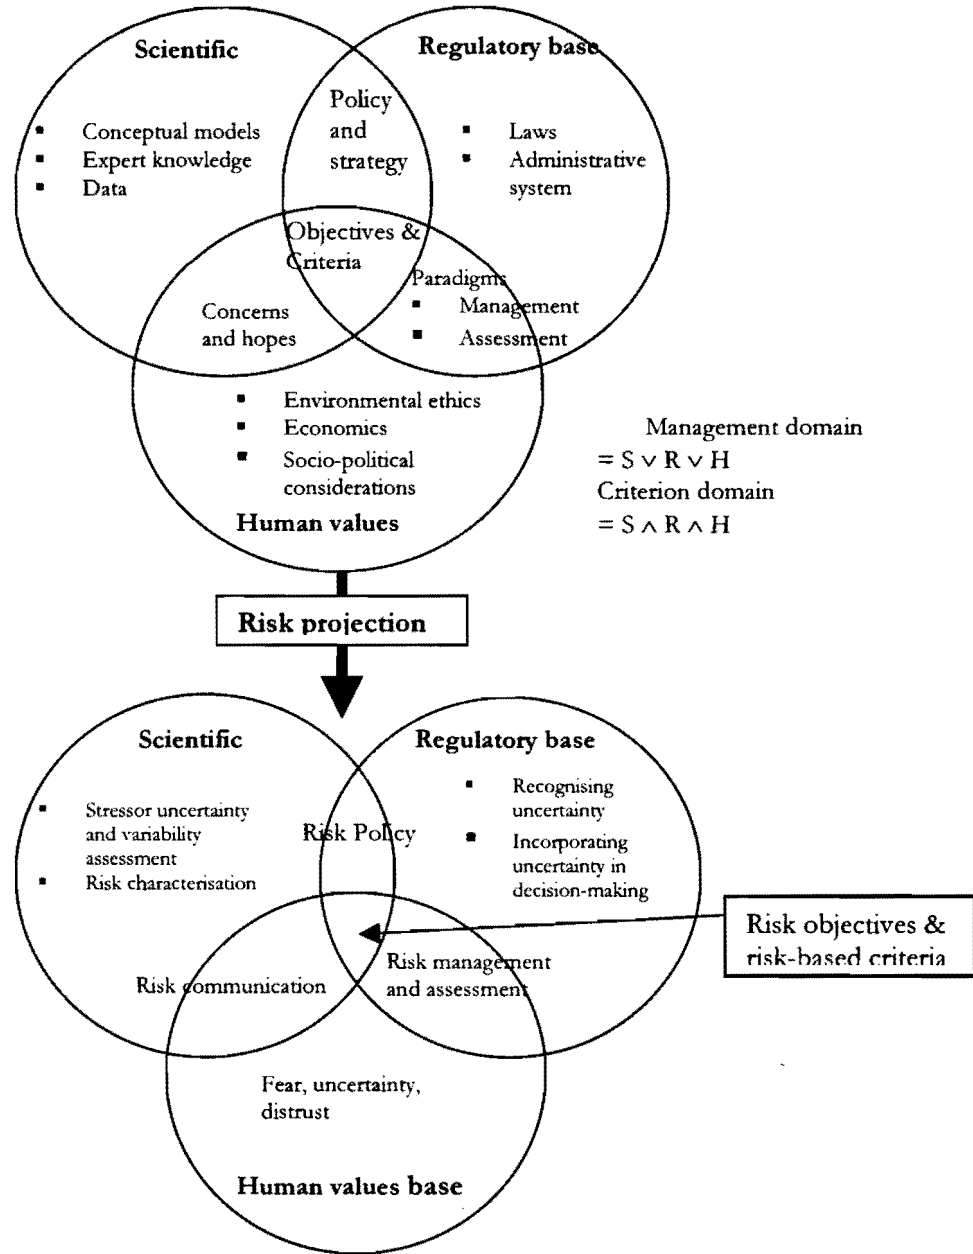 Scientific
Regulatory base
Policy
and
strategy
▪ Conceptual models
▪ Expert knowledge
▪ Data
▪ Laws
▪ Administrative
system
Objectives &
Criteria
Paradigms
▪ Management
▪ Assessment
Concerns
and hopes
▪ Environmental ethics
▪ Economics
▪ Socio-political
considerations
Human values
Management domain
= S ∨ R ∨ H
Criterion domain
= S ∧ R ∧ H
Risk projection
Scientific
Regulatory base
▪ Stressor uncertainty
and variability
assessment
▪ Risk characterisation
Risk Policy
▪ Recognising
uncertainty
▪ Incorporating
uncertainty in
decision-making
Risk objectives &
risk-based criteria
Risk communication
Risk management
and assessment
Fear, uncertainty,
distrust
Human values base